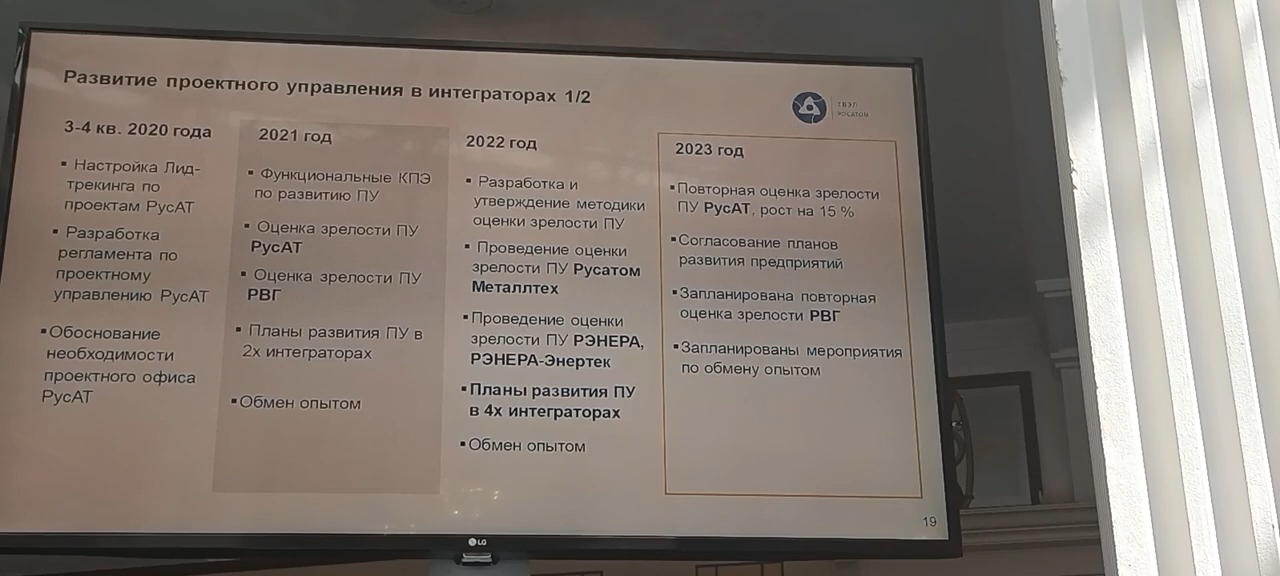 Развитие проектного управления в интеграторах 1/2
ТВЭЛ
РОСАТОМ
3-4 кв. 2020 года
▪ Настройка Лид-
трекинга по
проектам РусАТ
▪ Разработка
регламента по
проектному
управлению РусАТ
▪Обоснование
необходимости
проектного офиса
РусАТ
2021 год
▪ Функциональные КПЭ
по развитию ПУ
▪ Оценка зрелости ПУ
РусАТ
▪ Оценка зрелости ПУ
РВГ
▪ Планы развития ПУ в
2х интеграторах
▪Обмен опытом
2022 год
▪ Разработка и
утверждение методики
оценки зрелости ПУ
▪ Проведение оценки
зрелости ПУ Русатом
Металлтех
▪Проведение оценки
зрелости ПУ РЭНЕРА,
РЭНЕРА-Энертек
▪Планы развития ПУ
в 4х интеграторах
▪Обмен опытом
2023 год
▪Повторная оценка зрелости
ПУ РусАТ, рост на 15 %
▪Согласование планов
развития предприятий
▪Запланирована повторная
оценка зрелости РВГ
▪Запланированы мероприятия
по обмену опытом
19
LG